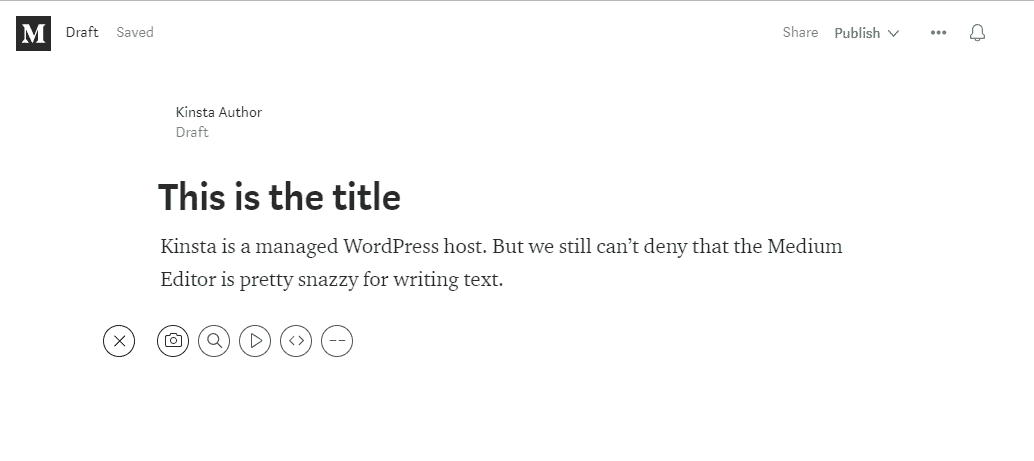 M Draft Saved Share Publish
Kinsta Author
Draft
This is the title
Kinsta is a managed WordPress host. But we still can’t deny that the Medium
Editor is pretty snazzy for writing text.